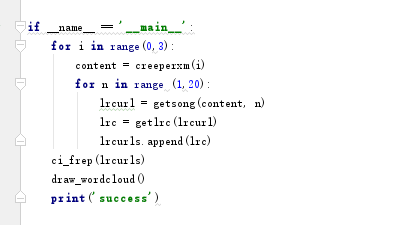 if __name__ == '__main__':
    for i in range(0,3):
        content = creeperxm(i)
        for n in range (1,20):
            lrcurl = getsong(content, n)
            lrc = getlrc(lrcurl)
            lrcurls.append(lrc)
    ci_frep(lrcurls)
    draw_wordcloud()
    print('success')